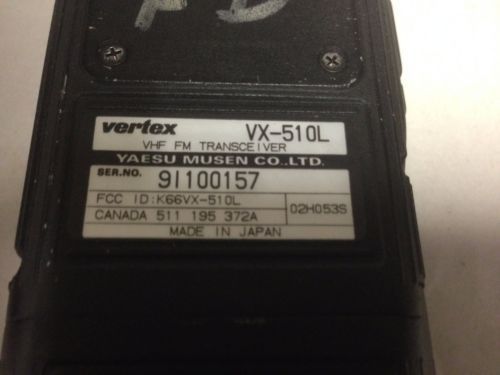 vertex VX-510L
VHF FM TRANSCEIVER
YAESU MUSEN CO.,LTD.
SER.NO. 9I100157
FCC ID:K66VX-510L
CANADA 511 195 372A
02H053S
MADE IN JAPAN